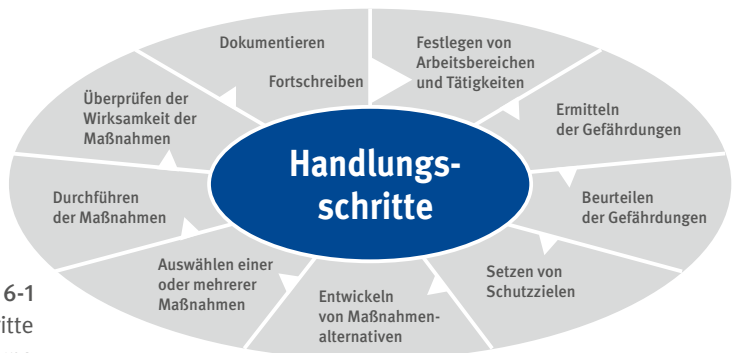 Handlungs-
schritte
Festlegen von
Arbeitsbereichen
und Tätigkeiten
Ermitteln
der Gefährdungen
Beurteilen
der Gefährdungen
Setzen von
Schutzzielen
Entwickeln
von Maßnahmen-
alternativen
Auswählen einer
oder mehrerer
Maßnahmen
Durchführen
der Maßnahmen
Überprüfen der
Wirksamkeit der
Maßnahmen
Dokumentieren
Fortschreiben
6-1